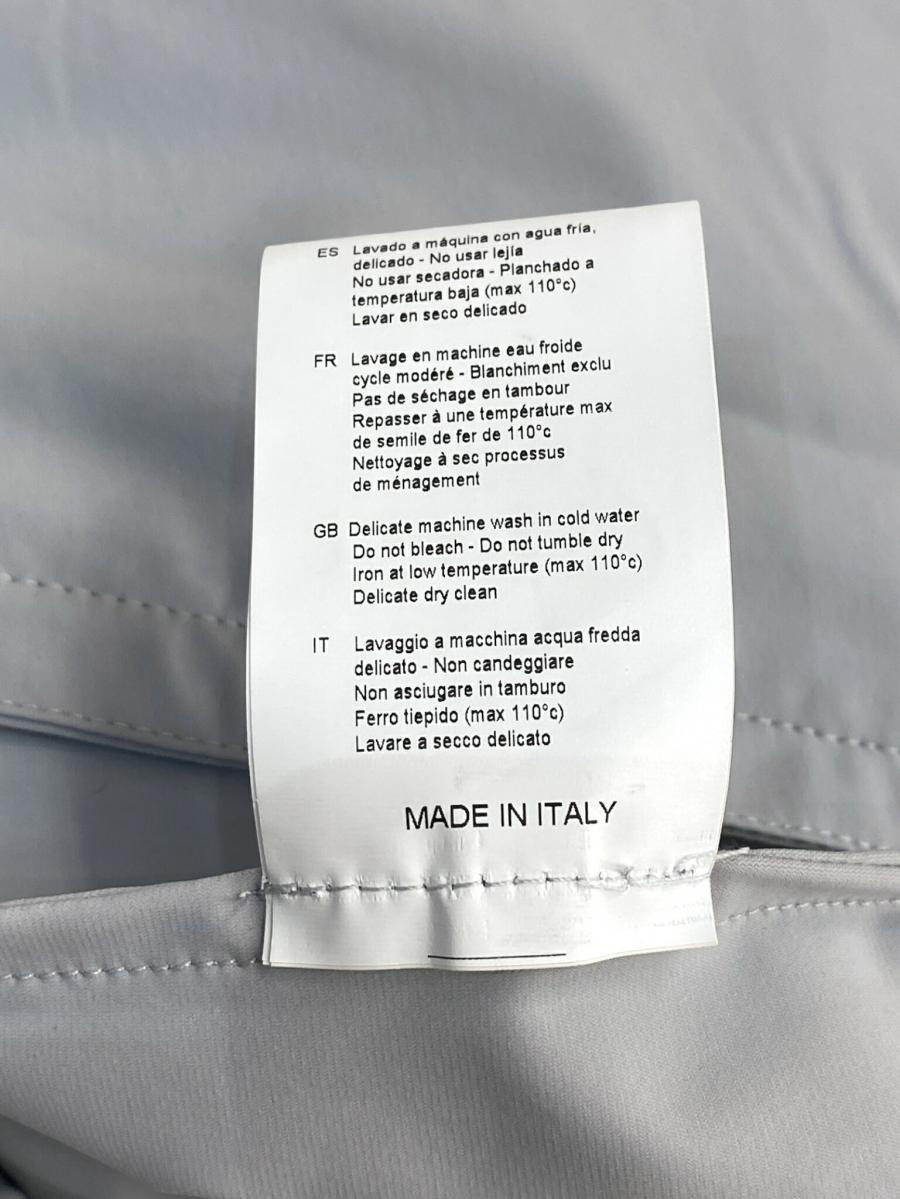 ES Lavado a máquina con agua fría,
delicado - No usar lejía
No usar secadora - Planchado a
temperatura baja (max 110°c)
Lavar en seco delicado
FR Lavage en machine eau froide
cycle modéré - Blanchiment exclu
Pas de séchage en tambour
Repasser à une température max
de semile de fer de 110°c
Nettoyage à sec processus
de ménagement
GB Delicate machine wash in cold water
Do not bleach - Do not tumble dry
Iron at low temperature (max 110°c)
Delicate dry clean
IT Lavaggio a macchina acqua fredda
delicato - Non candeggiare
Non asciugare in tamburo
Ferro tiepido (max 110°c)
Lavare a secco delicato
MADE IN ITALY